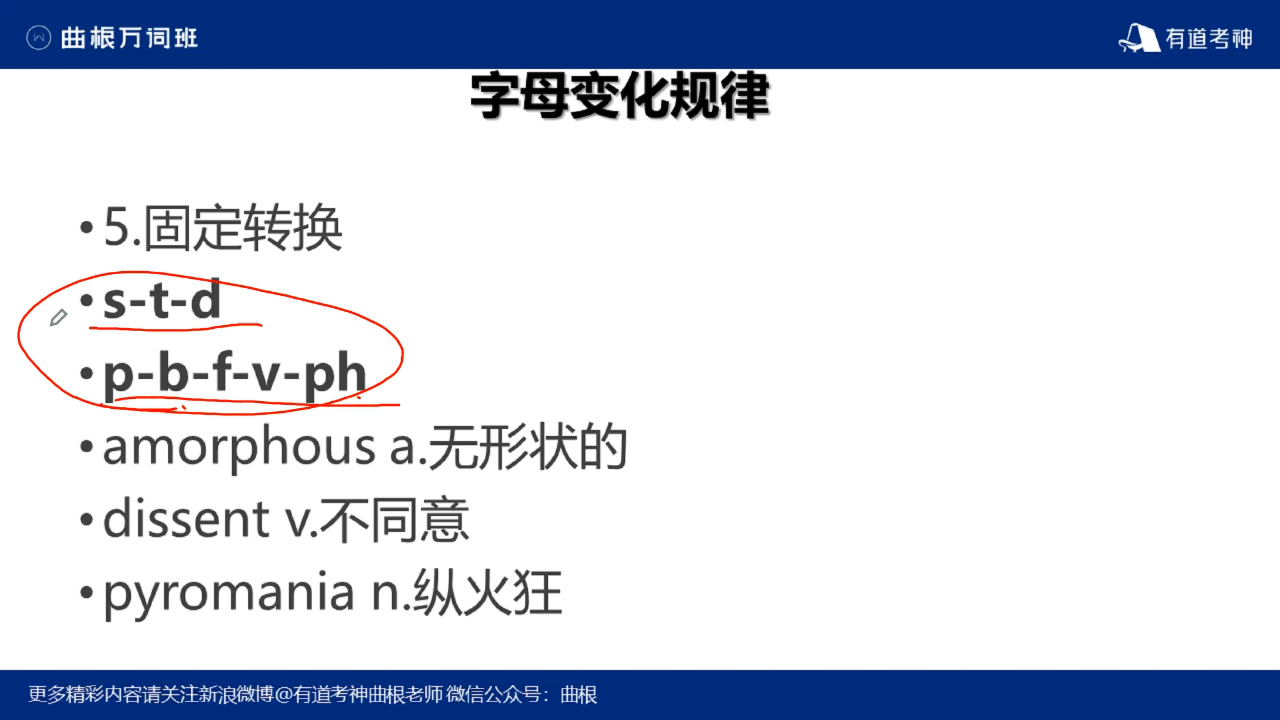 曲根万词班
有道考神
字母变化规律
•5.固定转换
•s-t-d
•p-b-f-v-ph
•amorphous a.无形状的
•dissent v.不同意
•pyromania n.纵火狂
更多精彩内容请关注新浪微博@有道考神曲根老师 微信公众号：曲根